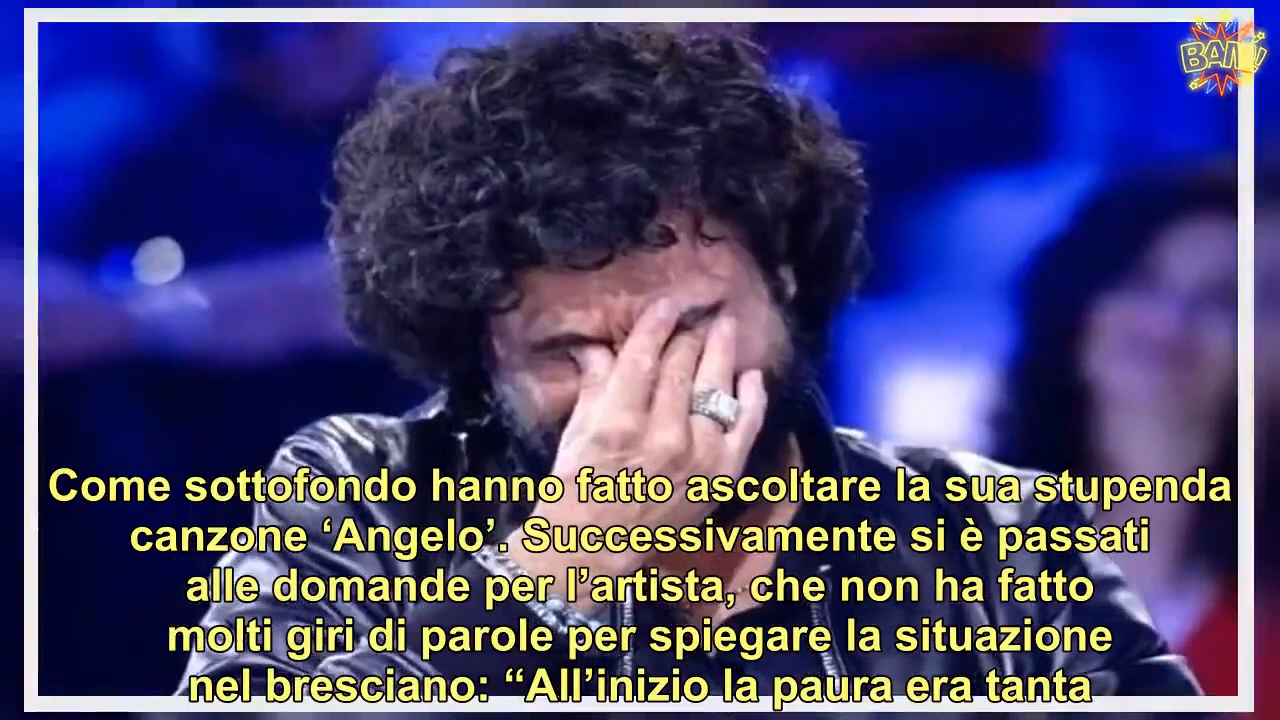 BAM!
Come sottofondo hanno fatto ascoltare la sua stupenda
canzone ‘Angelo’. Successivamente si è passati
alle domande per l’artista, che non ha fatto
molti giri di parole per spiegare la situazione
nel bresciano: “All’inizio la paura era tanta